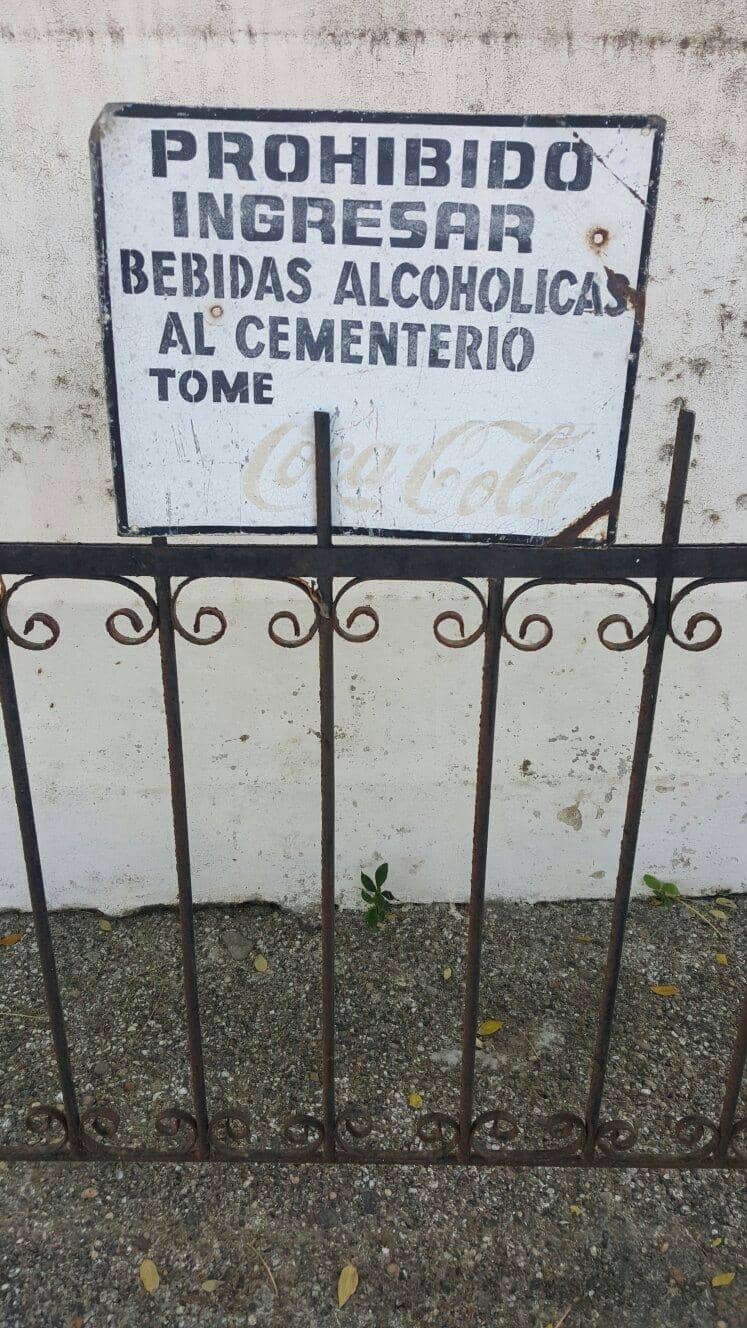 PROHIBIDO
INGRESAR
BEBIDAS ALCOHOLICAS
AL CEMENTERIO
TOME
Coca-Cola